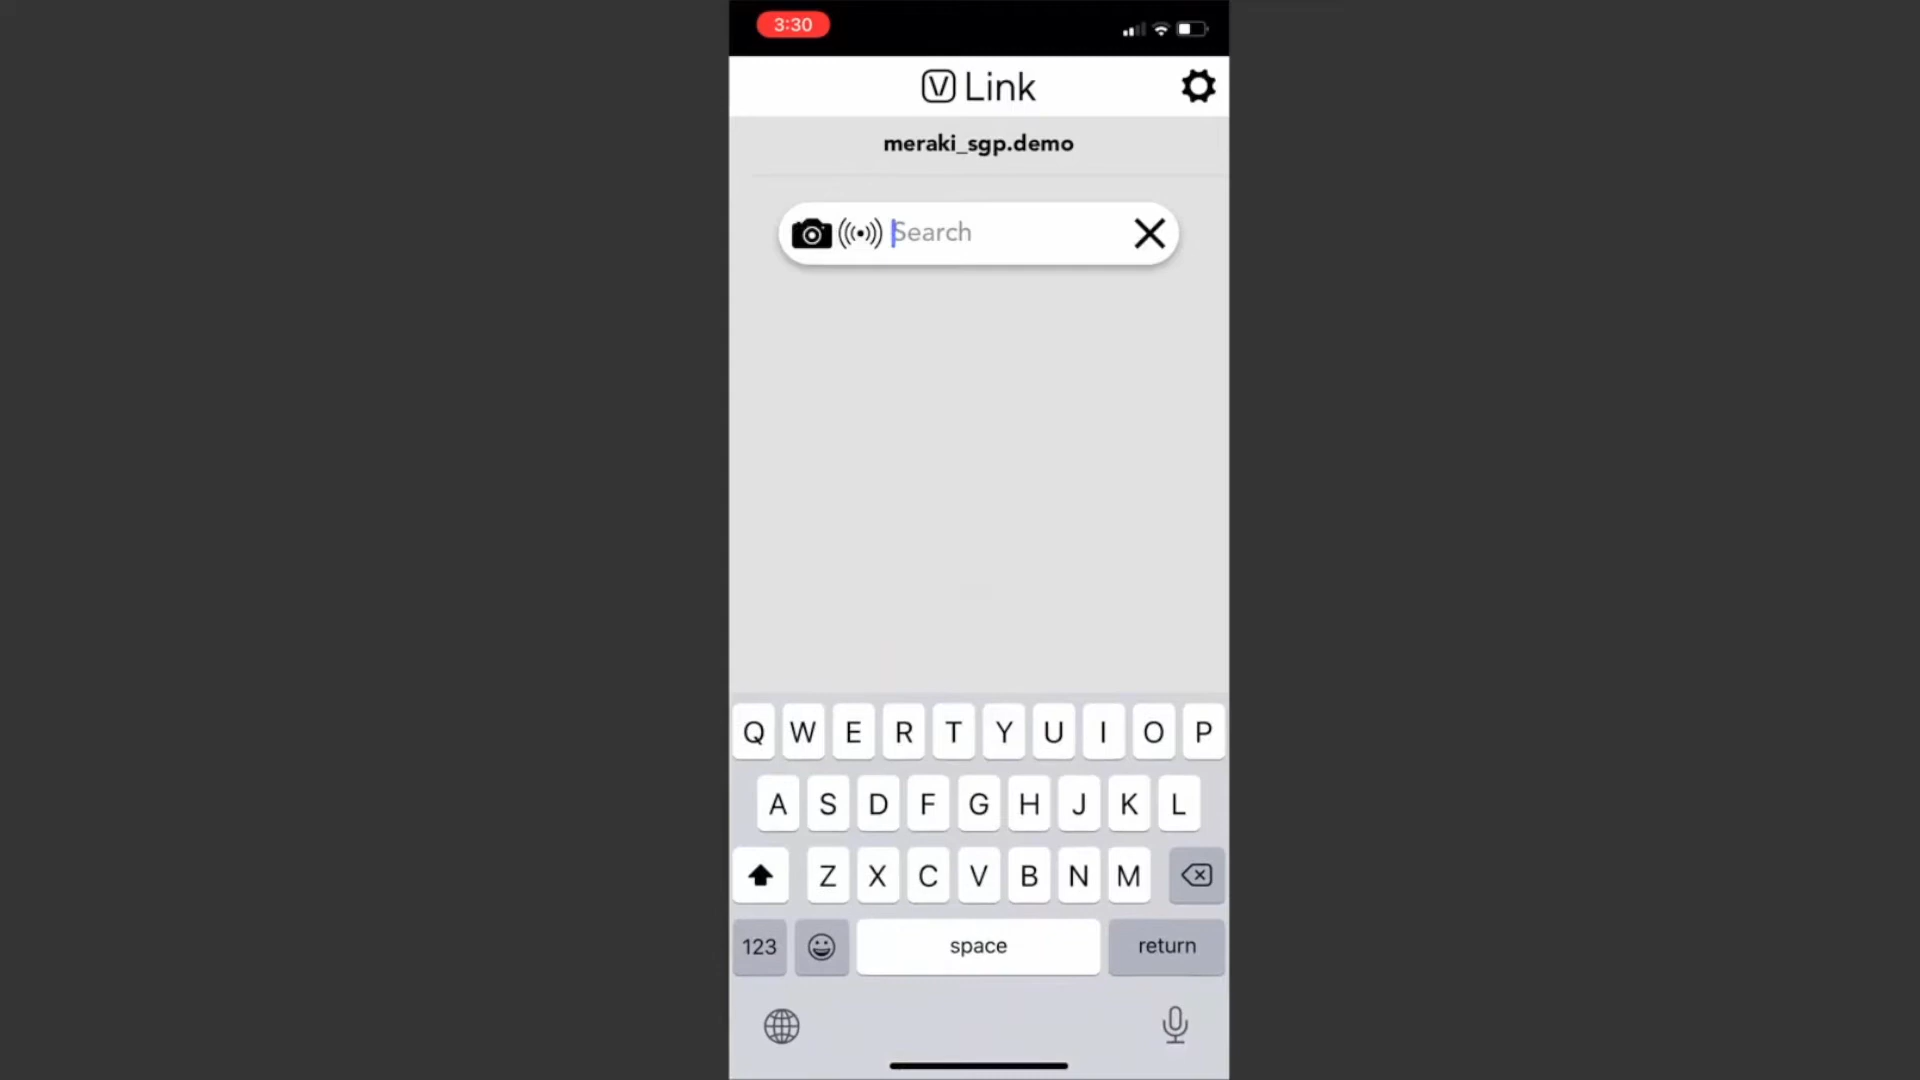 3:30
V Link
meraki_sgp.demo
Search
Q W E R T Y U I O P
A S D F G H J K L
Z X C V B N M
123 space return